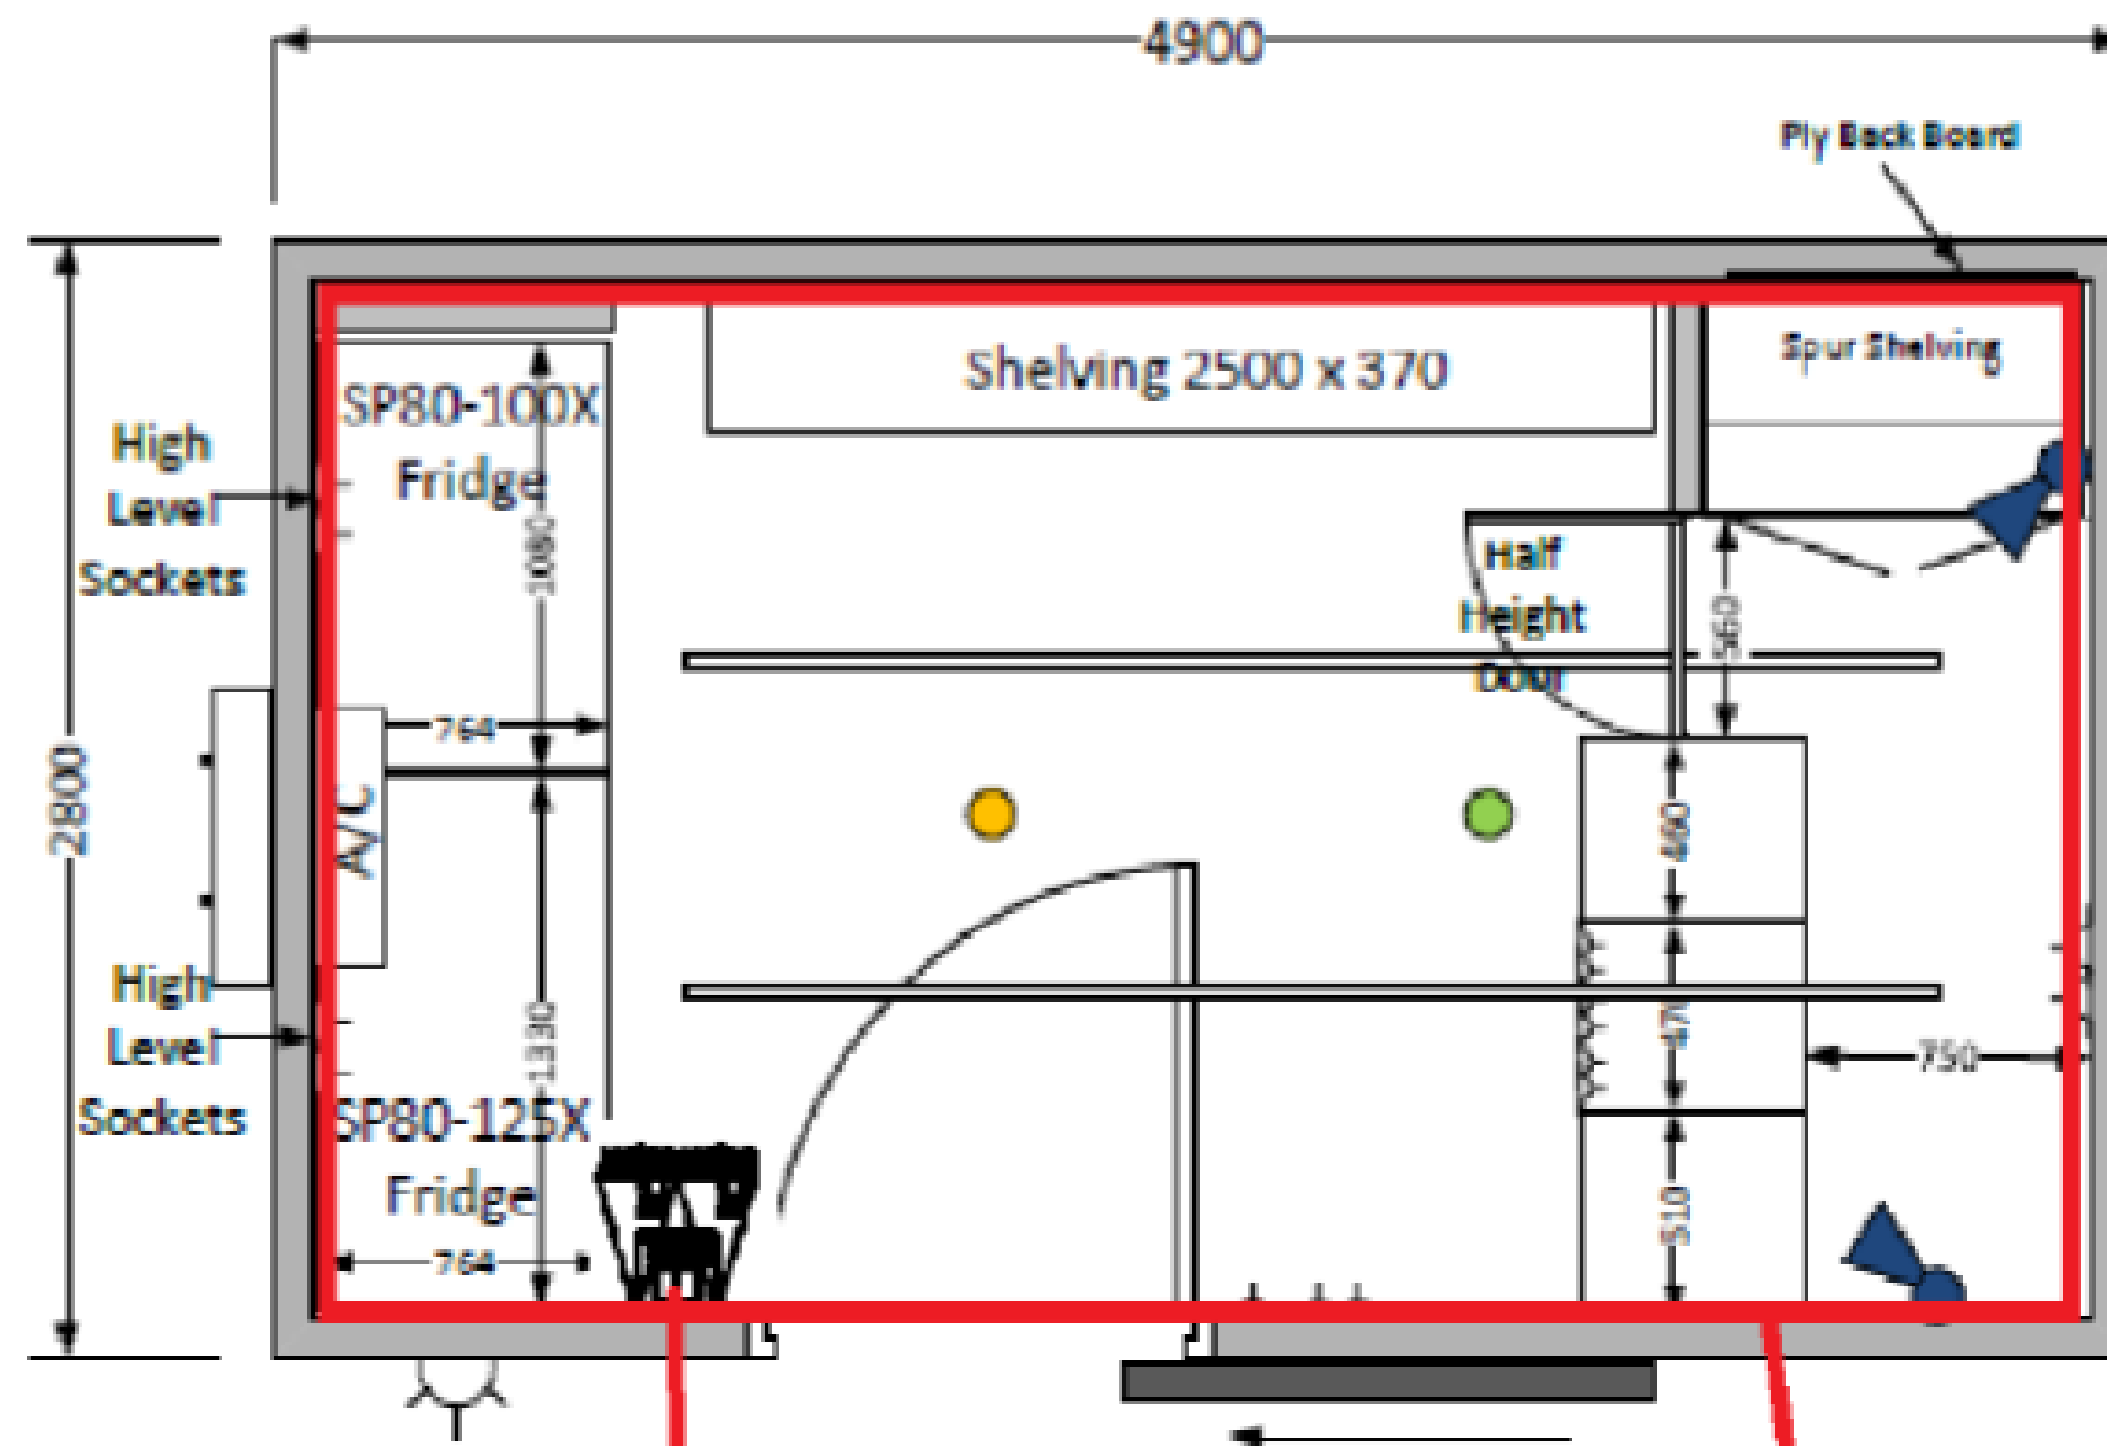 4900
Ply Back Board
Shelving 2500 x 370
Spur Shelving
SP80-100X
Fridge
High
Level
Sockets
1080
Half
Height
Door
560
764
2800
A/C
460
High
Level
Sockets
470
750
1330
SP80-125X
Fridge
510
764